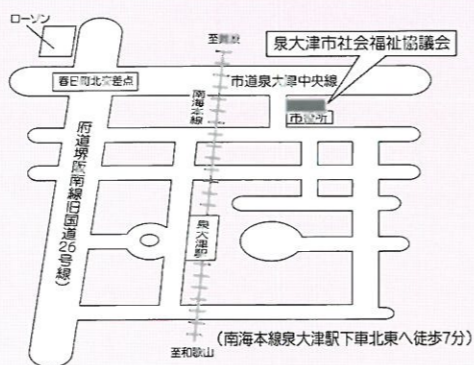 ローソン
至難波
泉大津市社会福祉協議会
春日町北交差点
市道泉大津中央線
南海本線
市役所
府道堺阪南線旧国道26号線）
泉大津駅
（南海本線泉大津駅下車北東へ徒歩7分）
至和歌山